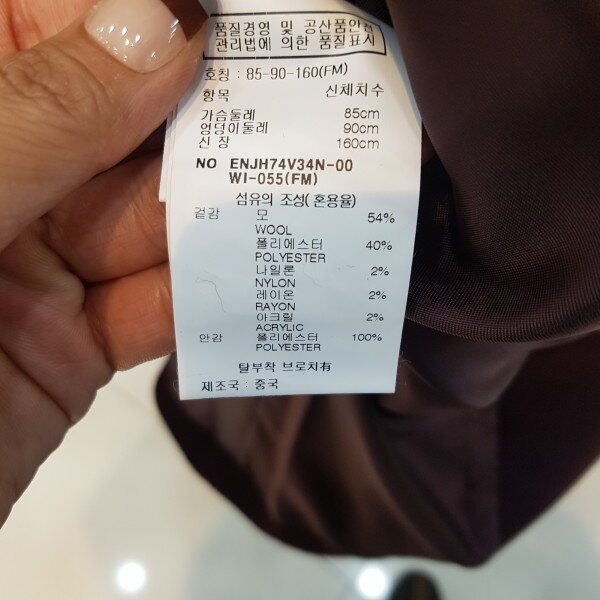 품질경영 및 공산품안전
관리법에 의한 품질표시
호칭 : 85-90-160(FM)
항목 신체치수
가슴둘레 85cm
엉덩이둘레 90cm
신 장 160cm
NO ENJH74V34N-00
WI-055(FM)
섬유의 조성(혼용율)
겉감 모 54%
WOOL
폴리에스터 40%
POLYESTER
나일론 2%
NYLON
레이온 2%
RAYON
아크릴 2%
ACRYLIC
안감 폴리에스터 100%
POLYESTER
탈부착 브로치有
제조국 : 중국